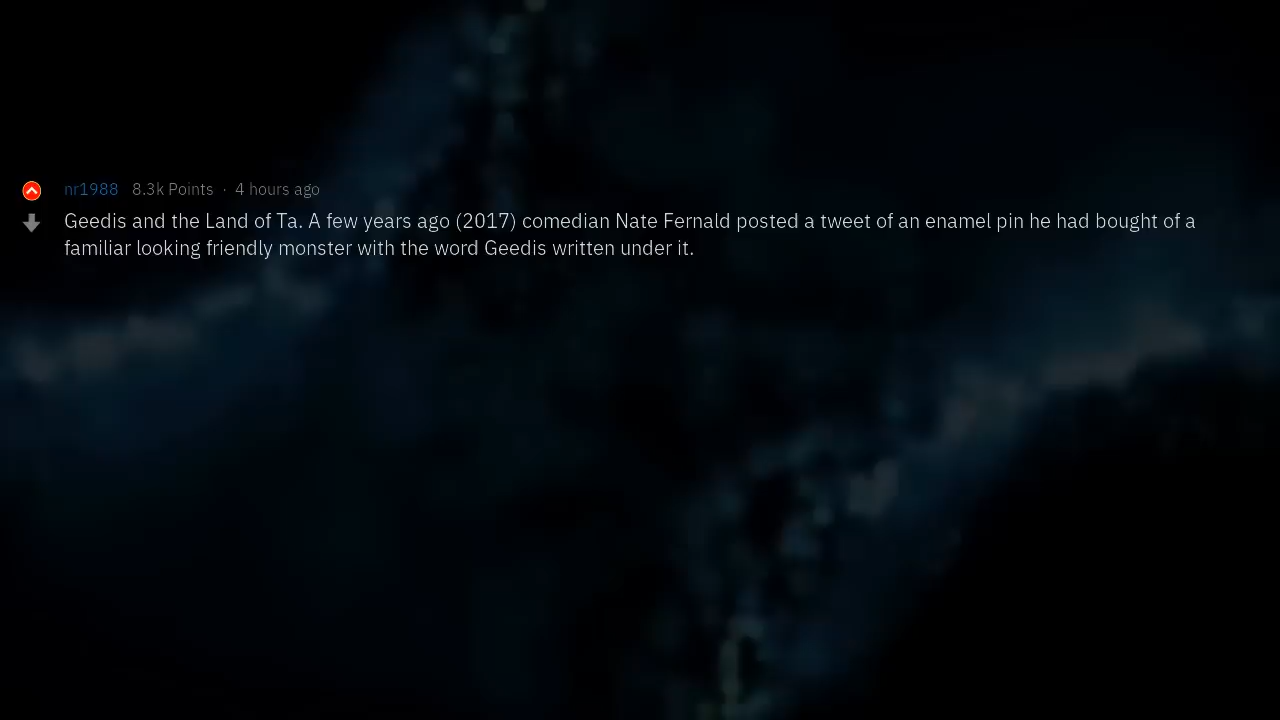 nr1988 8.3k Points · 4 hours ago
Geedis and the Land of Ta. A few years ago (2017) comedian Nate Fernald posted a tweet of an enamel pin he had bought of a
familiar looking friendly monster with the word Geedis written under it.